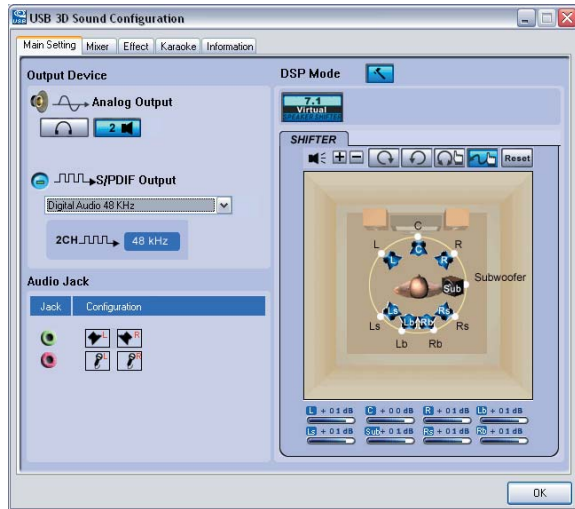 USB 3D Sound Configuration
Main Setting Mixer Effect Karaoke Information
Output Device
Analog Output
2
S/PDIF Output
Digital Audio 48 KHz
2CH 48 kHz
Audio Jack
Jack Configuration
L R
L R
DSP Mode
7.1
Virtual
SPEAKER SHIFTER
SHIFTER
Reset
C
L C R
L R
Subwoofer
Sub
Ls Rs
Ls Lb Rb Rs
Lb Rb
L + 0 1 dB C + 0 0 dB R + 0 1 dB Lb + 0 1 dB
Ls + 0 1 dB Sub + 0 1 dB Rs + 0 1 dB Rb + 0 1 dB
OK